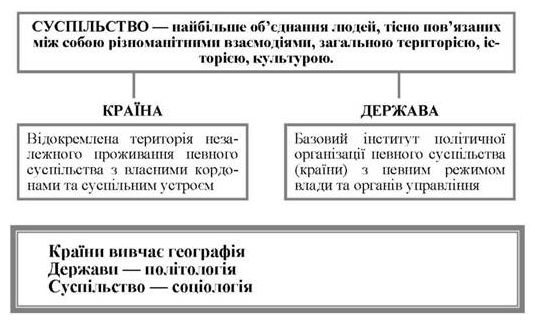 СУСПІЛЬСТВО — найбільше об’єднання людей, тісно пов’язаних
між собою різноманітними взаємодіями, загальною територією, іс-
торією, культурою.
КРАЇНА
Відокремлена територія неза-
лежного проживання певного
суспільства з власними кордо-
нами та суспільним устроєм
ДЕРЖАВА
Базовий інститут політичної
організації певного суспільства
(країни) з певним режимом
влади та органів управління
Країни вивчає географія
Держави — політологія
Суспільство — соціологія